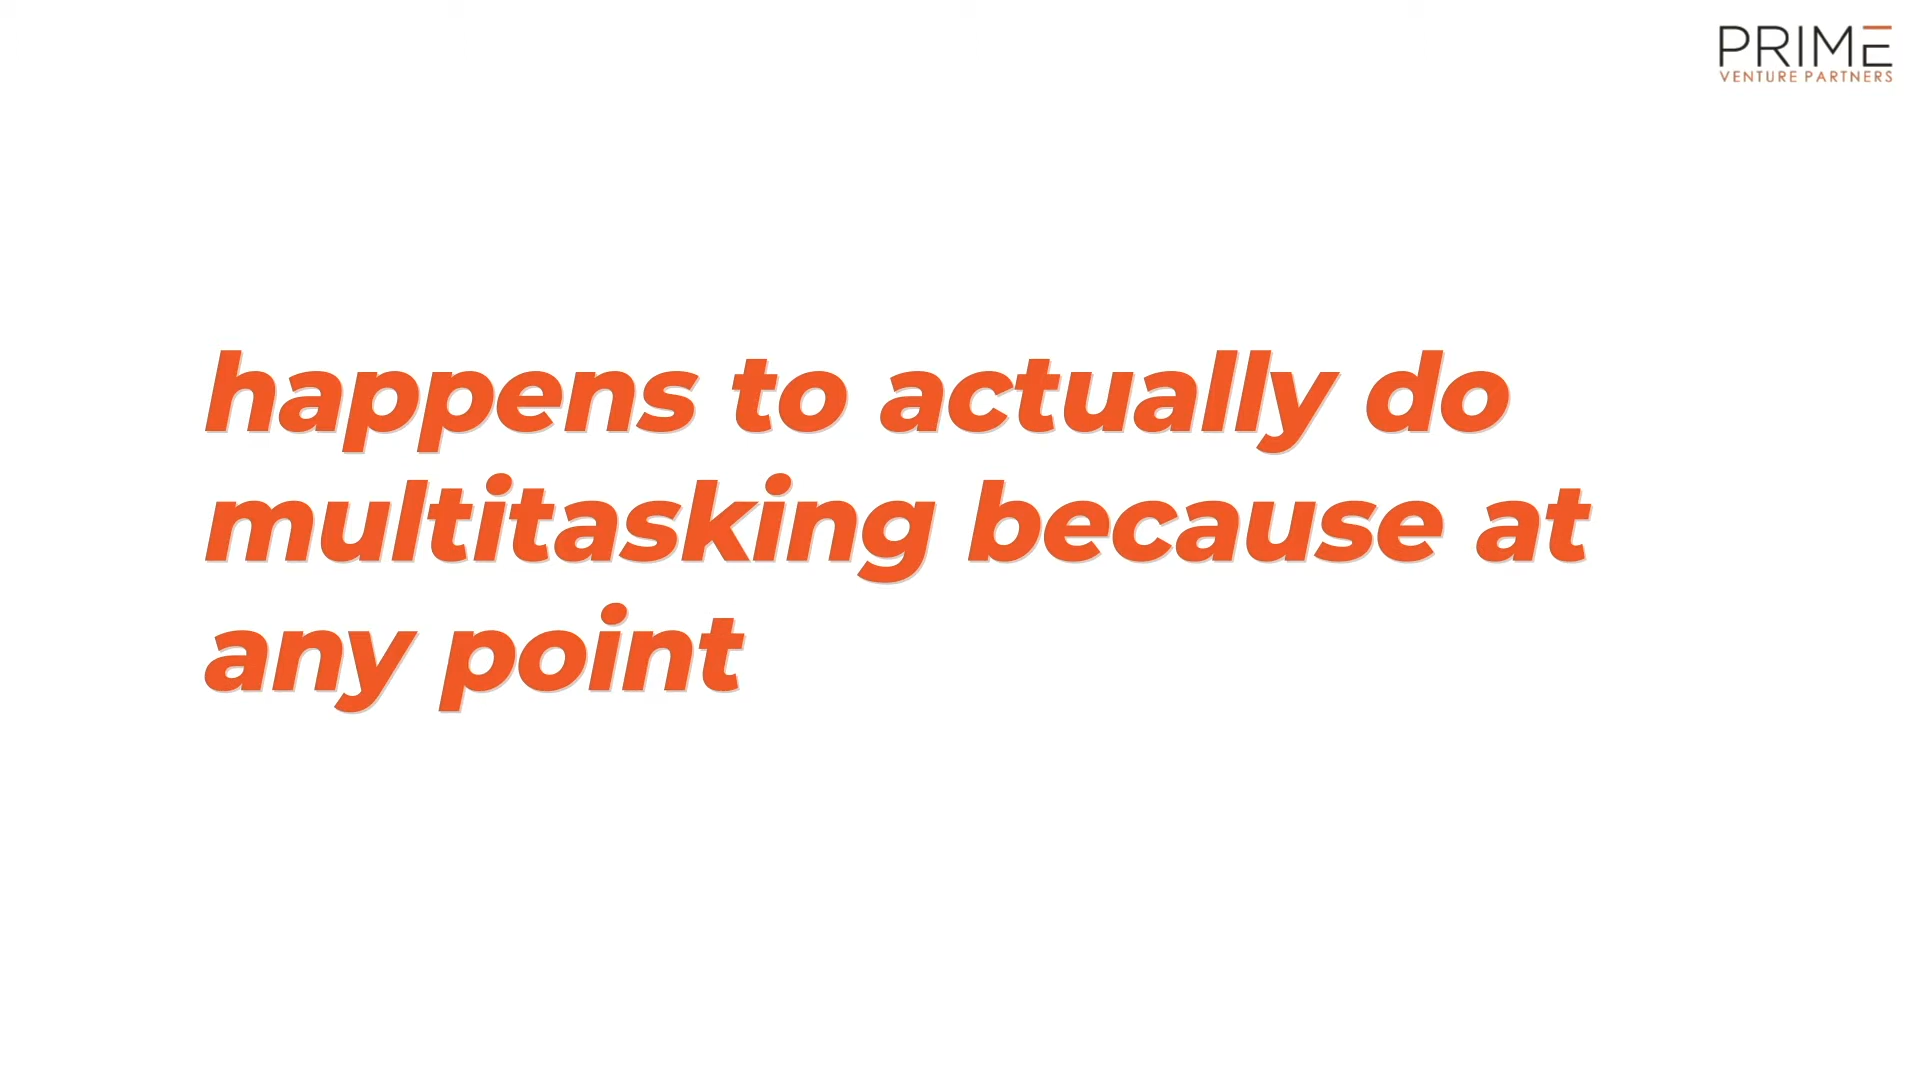 PRIME
VENTURE PARTNERS
happens to actually do
multitasking because at
any point